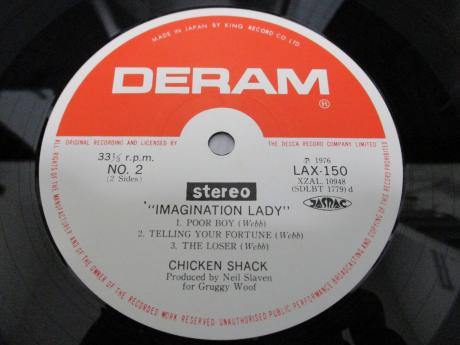 MADE IN JAPAN BY KING RECORD CO LTD
DERAM
®
ORIGINAL RECORDING AND LICENSED BY THE DECCA RECORD COMPANY LIMITED
33⅓ r.p.m.
NO. 2
(2 Sides)
stereo
Ⓟ 1976
LAX-150
XZAL. 10948
(SDLBT 1779) d
JASRAC
"IMAGINATION LADY"
1. POOR BOY (Webb)
2. TELLING YOUR FORTUNE (Webb)
3. THE LOSER (Webb)
CHICKEN SHACK
Produced by Neil Slaven
for Gruggy Woof
ALL RIGHTS OF THE MANUFACTURER AND OF THE OWNER OF THE RECORDED WORK RESERVED·UNAUTHORISED PUBLIC PERFORMANCE BROADCASTING AND COPYING OF THIS RECORD PROHIBITED